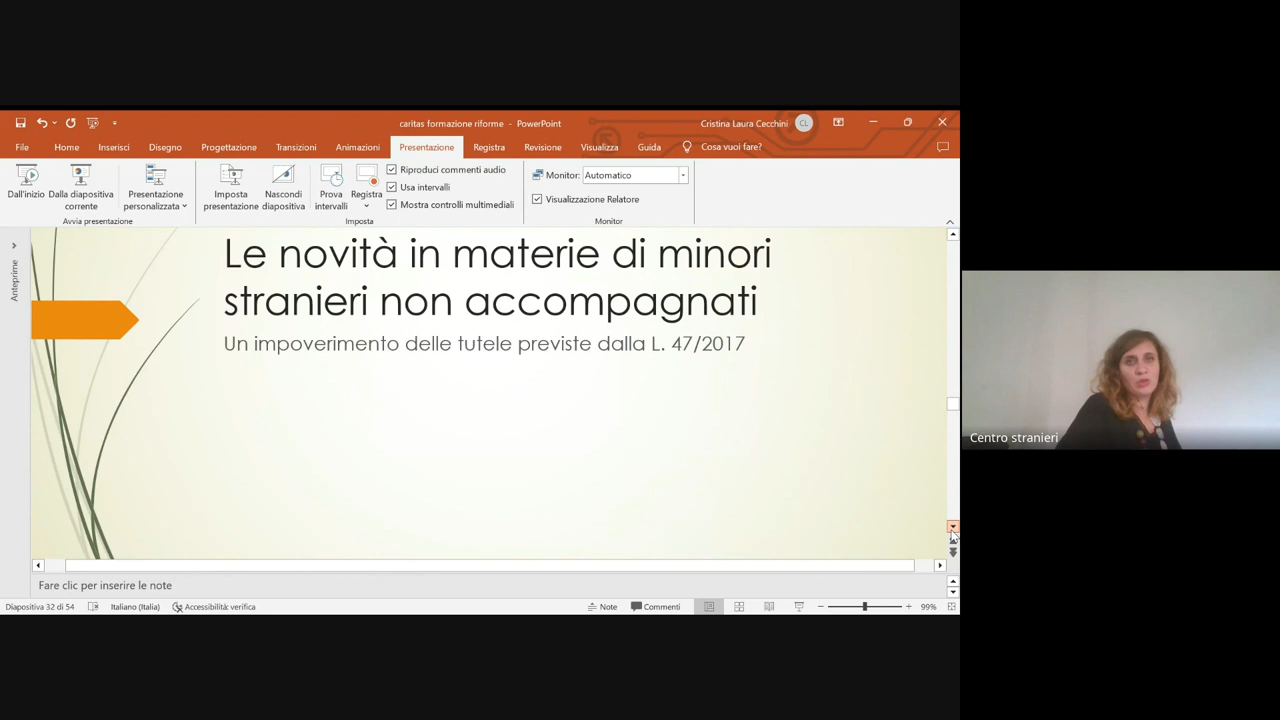 caritas formazione riforme - PowerPoint
Cristina Laura Cecchini
CL
File
Home
Inserisci
Disegno
Progettazione
Transizioni
Animazioni
Presentazione
Registra
Revisione
Visualizza
Guida
Cosa vuoi fare?
Dall'inizio
Dalla diapositiva
corrente
Presentazione
personalizzata
Avvia presentazione
Imposta
presentazione
Nascondi
diapositiva
Prova
intervalli
Registra
Riproduci commenti audio
Usa intervalli
Mostra controlli multimediali
Imposta
Monitor:
Automatico
Visualizzazione Relatore
Monitor
Anteprime
Le novità in materie di minori
stranieri non accompagnati
Un impoverimento delle tutele previste dalla L. 47/2017
Centro stranieri
Fare clic per inserire le note
Diapositiva 32 di 54
Italiano (Italia)
Accessibilità: verifica
Note
Commenti
99%